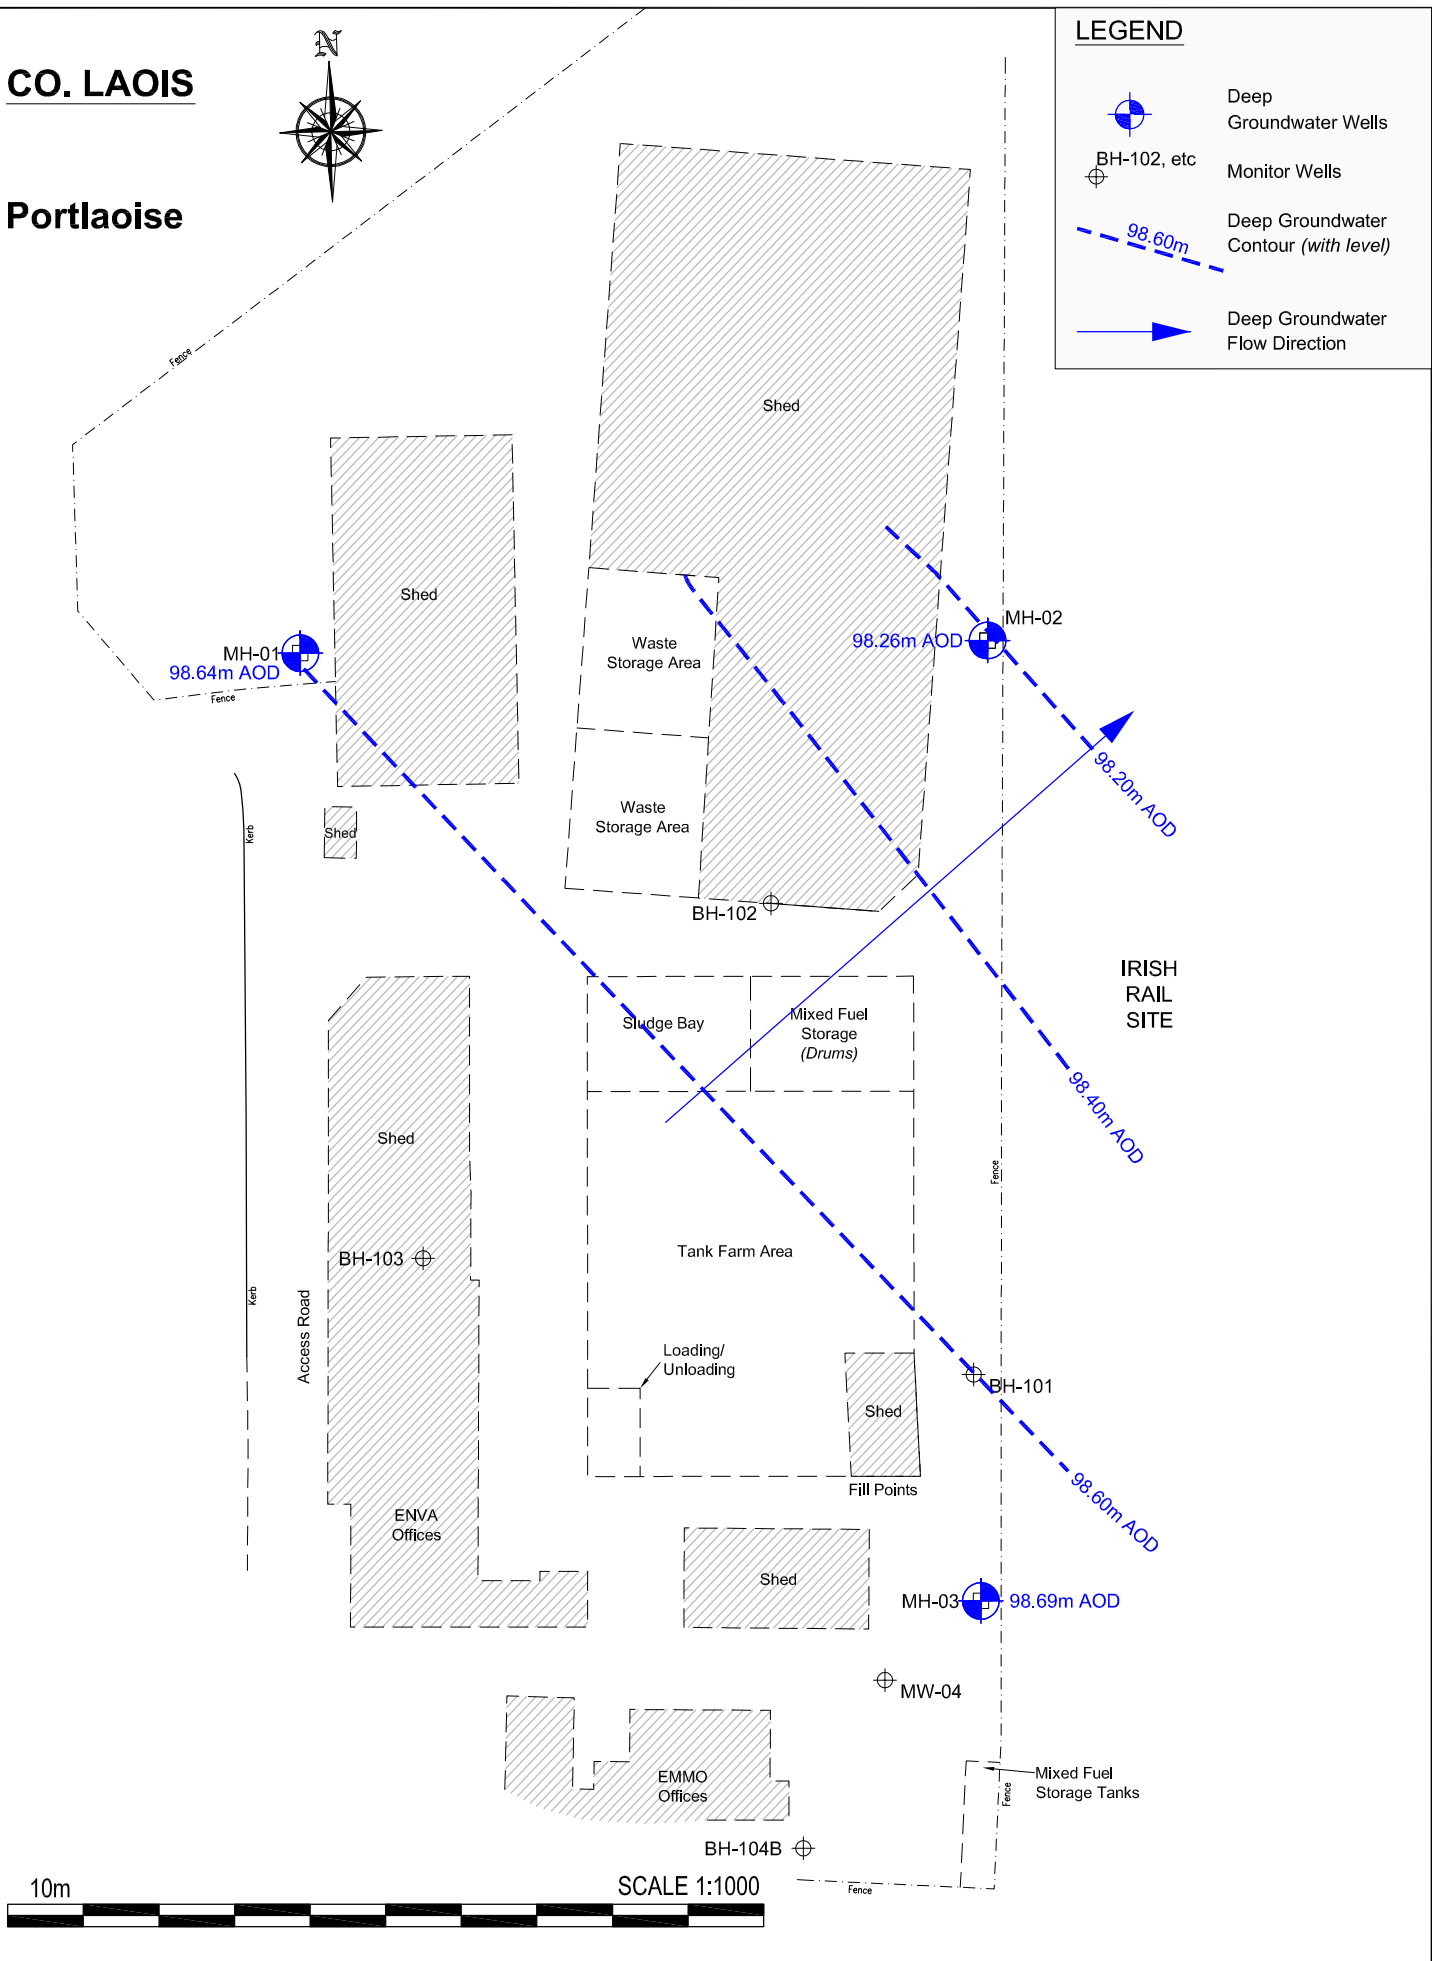 N
CO. LAOIS
Portlaoise
LEGEND
Deep
Groundwater Wells
BH-102, etc
Monitor Wells
98.60m
Deep Groundwater
Contour (with level)
Deep Groundwater
Flow Direction
Fence
Shed
Shed
MH-01
98.64m AOD
Fence
Waste
Storage Area
MH-02
98.26m AOD
98.20m AOD
Waste
Storage Area
Shed
Kerb
BH-102
IRISH
RAIL
SITE
Sludge Bay
Mixed Fuel
Storage
(Drums)
98.40m AOD
Fence
Shed
BH-103
Tank Farm Area
Kerb
Access Road
Loading/
Unloading
BH-101
Shed
Fill Points
98.60m AOD
ENVA
Offices
Shed
MH-03
98.69m AOD
MW-04
EMMO
Offices
Mixed Fuel
Storage Tanks
Fence
BH-104B
Fence
10m
SCALE 1:1000